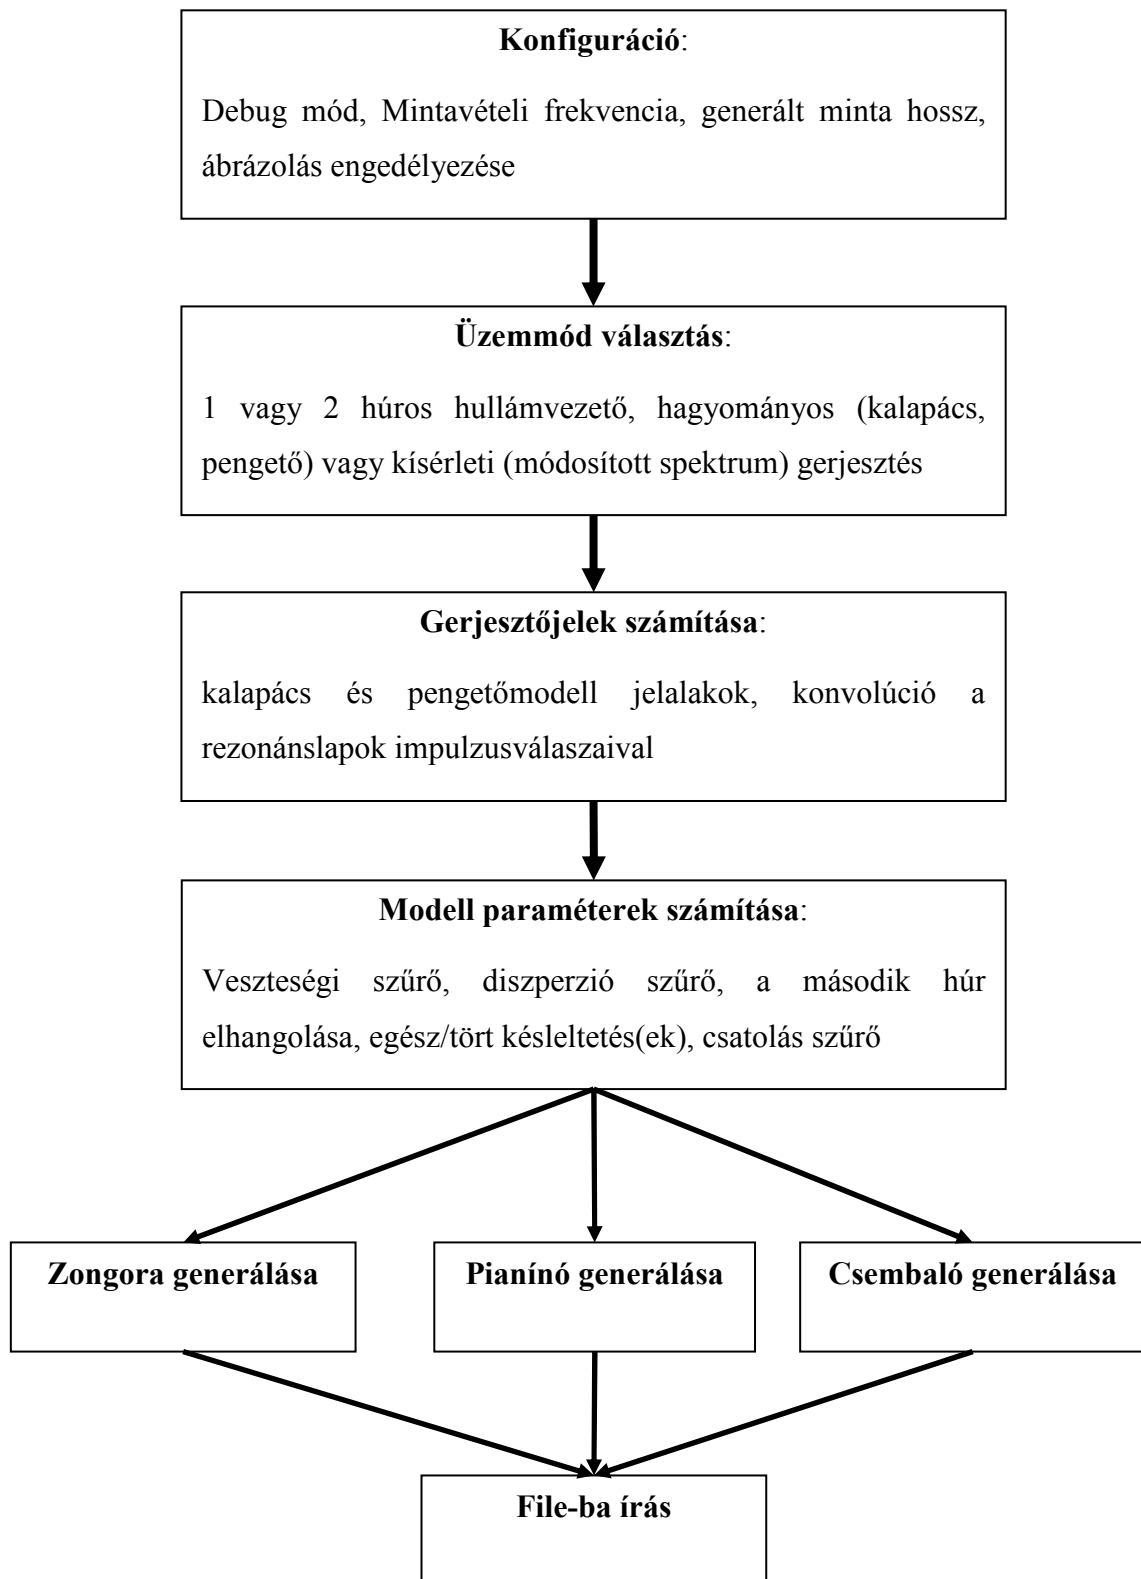 Konfiguráció:
Debug mód, Mintavételi frekvencia, generált minta hossz,
ábrázolás engedélyezése
Üzemmód választás:
1 vagy 2 húros hullámvezető, hagyományos (kalapács,
pengető) vagy kísérleti (módosított spektrum) gerjesztés
Gerjesztőjelek számítása:
kalapács és pengetőmodell jelalakok, konvolúció a
rezonánslapok impulzusválaszaival
Modell paraméterek számítása:
Veszteségi szűrő, diszperzió szűrő, a második húr
elhangolása, egész/tört késleltetés(ek), csatolás szűrő
Zongora generálása
Pianínó generálása
Csembaló generálása
File-ba írás